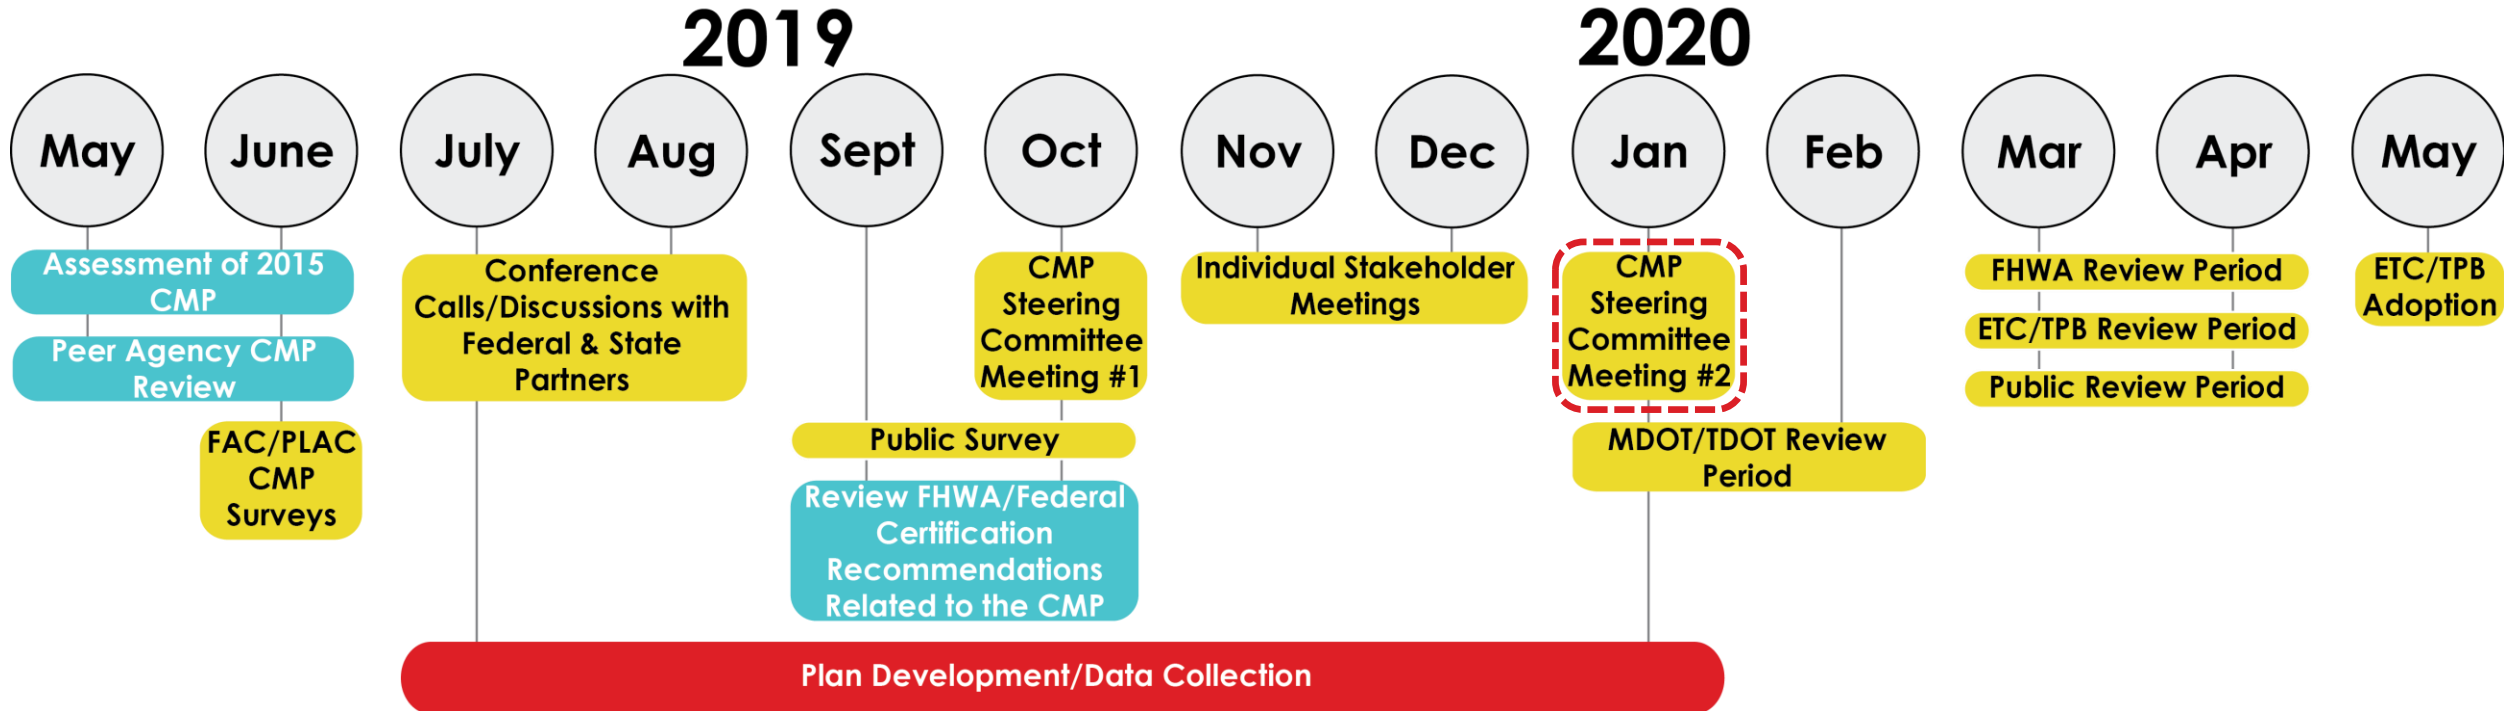 2019
2020
May
June
July
Aug
Sept
Oct
Nov
Dec
Jan
Feb
Mar
Apr
May
Assessment of 2015
CMP
Peer Agency CMP
Review
FAC/PLAC
CMP
Surveys
Conference
Calls/Discussions with
Federal & State
Partners
CMP
Steering
Committee
Meeting #1
Public Survey
Review FHWA/Federal
Certification
Recommendations
Related to the CMP
Individual Stakeholder
Meetings
CMP
Steering
Committee
Meeting #2
MDOT/TDOT Review
Period
FHWA Review Period
ETC/TPB Review Period
Public Review Period
ETC/TPB
Adoption
Plan Development/Data Collection